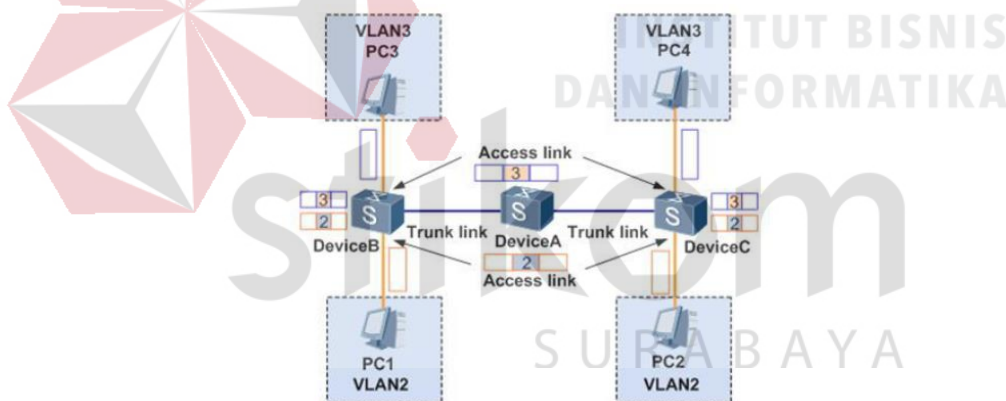 INSTITUT BISNIS
DAN INFORMATIKA
stikom
SURABAYA
VLAN3
PC3
VLAN3
PC4
Access link
3
3
2
S
DeviceB
Trunk link
S
DeviceA
Trunk link
S
3
2
DeviceC
2
Access link
PC1
VLAN2
PC2
VLAN2